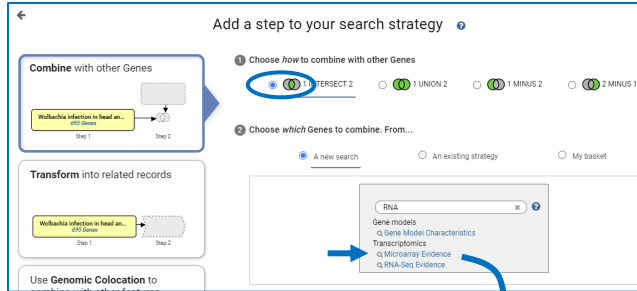 Add a step to your search strategy ?
Combine with other Genes
Wolbachia infection in head an...
695 Genes
Step 1 Step 2
Transform into related records
Wolbachia infection in head an...
695 Genes
Step 1 Step 2
Use Genomic Colocation to
combine with other features
1 Choose how to combine with other Genes
1 INTERSECT 2 1 UNION 2 1 MINUS 2 2 MINUS 1
2 Choose which Genes to combine. From...
A new search An existing strategy My basket
RNA × ?
Gene models
Gene Model Characteristics
Transcriptomics
Microarray Evidence
RNA-Seq Evidence